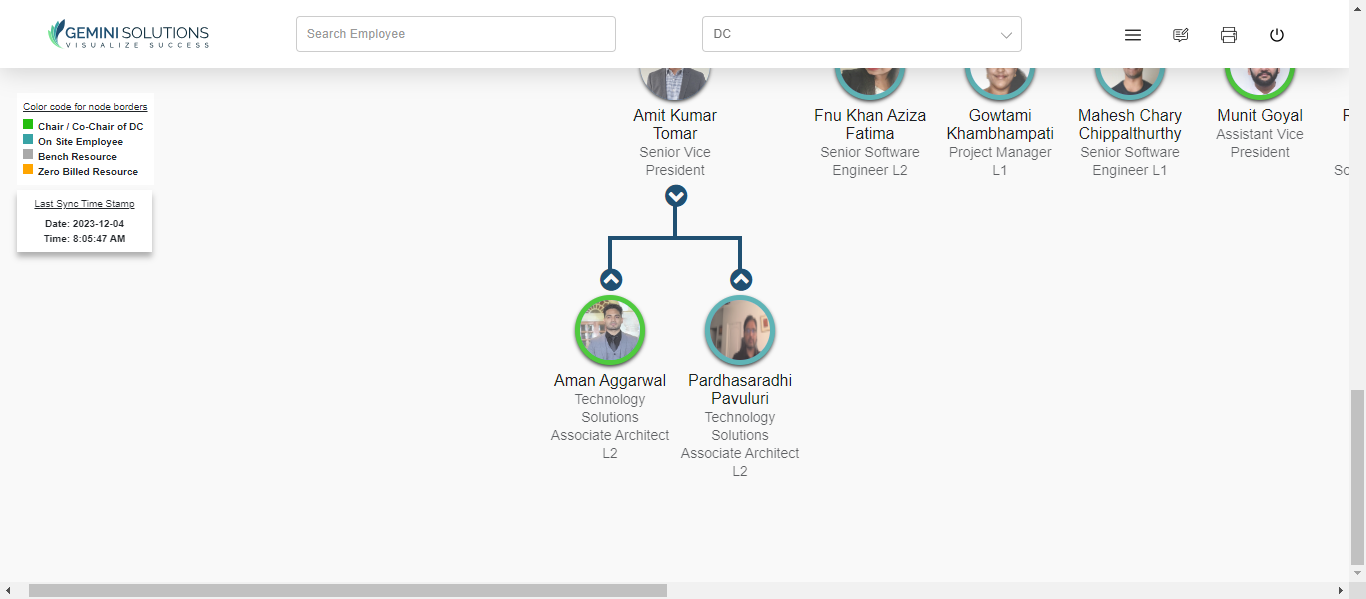 GEMINI SOLUTIONS
VISUALIZE SUCCESS
Search Employee
DC
Color code for node borders
Chair / Co-Chair of DC
On Site Employee
Bench Resource
Zero Billed Resource
Last Sync Time Stamp
Date: 2023-12-04
Time: 8:05:47 AM
Amit Kumar
Tomar
Senior Vice
President
Fnu Khan Aziza
Fatima
Senior Software
Engineer L2
Gowtami
Khambhampati
Project Manager
L1
Mahesh Chary
Chippalthurthy
Senior Software
Engineer L1
Munit Goyal
Assistant Vice
President
Aman Aggarwal
Technology
Solutions
Associate Architect
L2
Pardhasaradhi
Pavuluri
Technology
Solutions
Associate Architect
L2